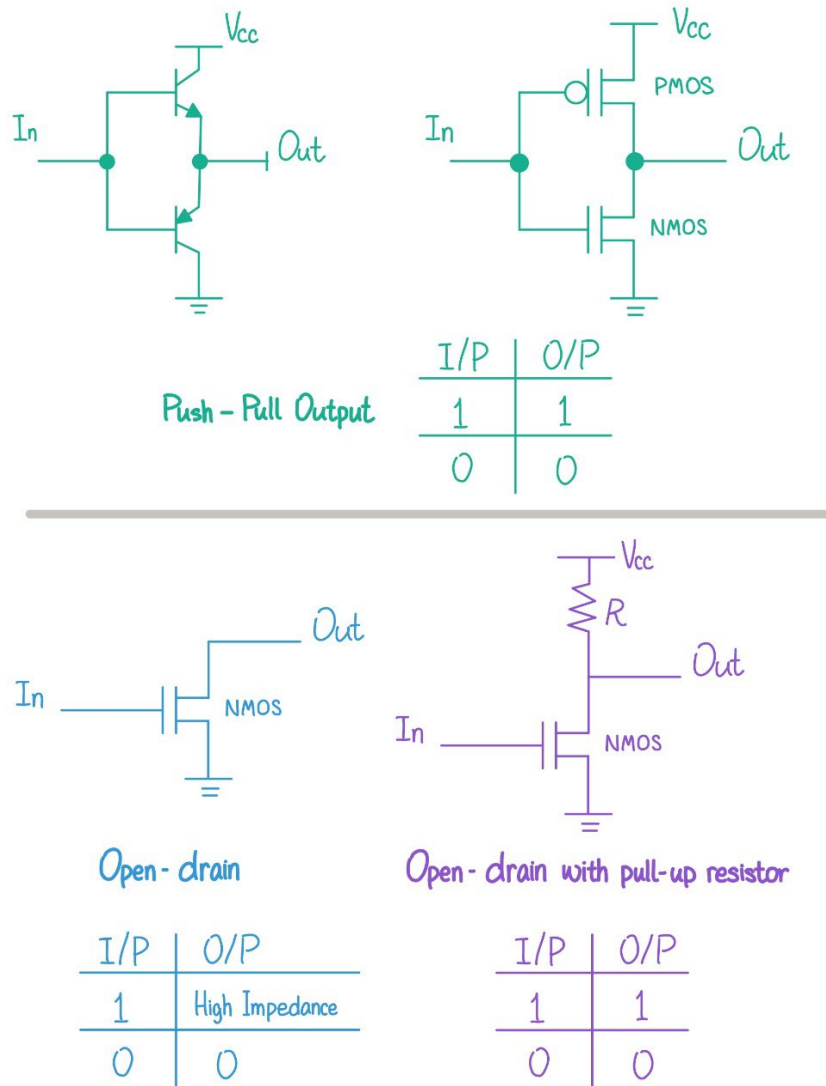 Vcc
In
Out
Vcc
PMOS
In
Out
NMOS
Push-Pull Output
I/P O/P
1 1
0 0
Out
In
NMOS
Open-drain
I/P O/P
1 High Impedance
0 0
Vcc
R
Out
In
NMOS
Open-drain with pull-up resistor
I/P O/P
1 1
0 0